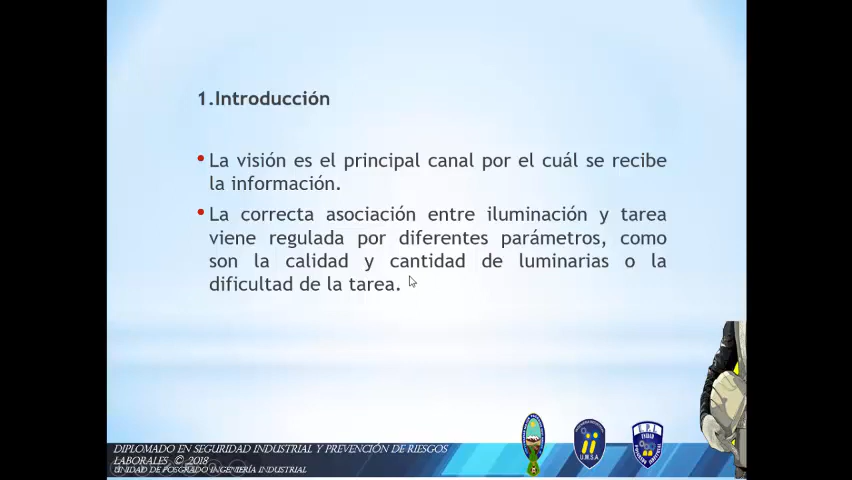 1.Introducción
• La visión es el principal canal por el cuál se recibe
la información.
• La correcta asociación entre iluminación y tarea
viene regulada por diferentes parámetros, como
son la calidad y cantidad de luminarias o la
dificultad de la tarea.
DIPLOMADO EN SEGURIDAD INDUSTRIAL Y PREVENCIÓN DE RIESGOS
LABORALES © 2018
UNIDAD DE POSGRADO INGENIERÍA INDUSTRIAL
U.M.S.A